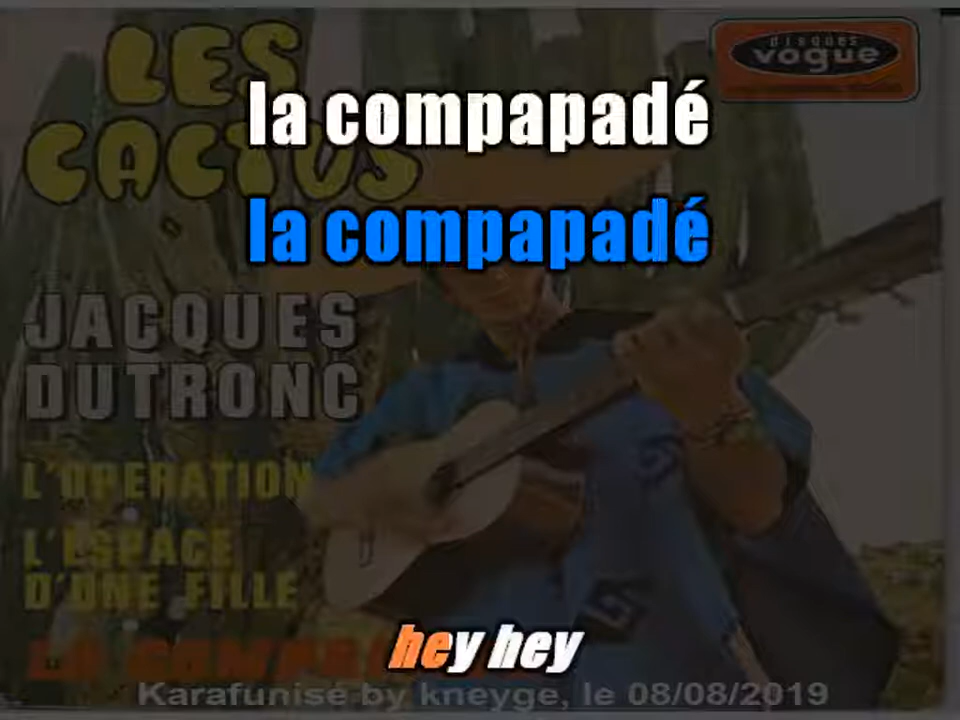 LES
CACTUS
DISQUES
vogue
la compapadé
la compapadé
JACQUES
DUTRONC
L'OPERATION
L'ESPACE
D'UNE FILLE
LA
hey hey
Karafunisé by kneyge, le 08/08/2019